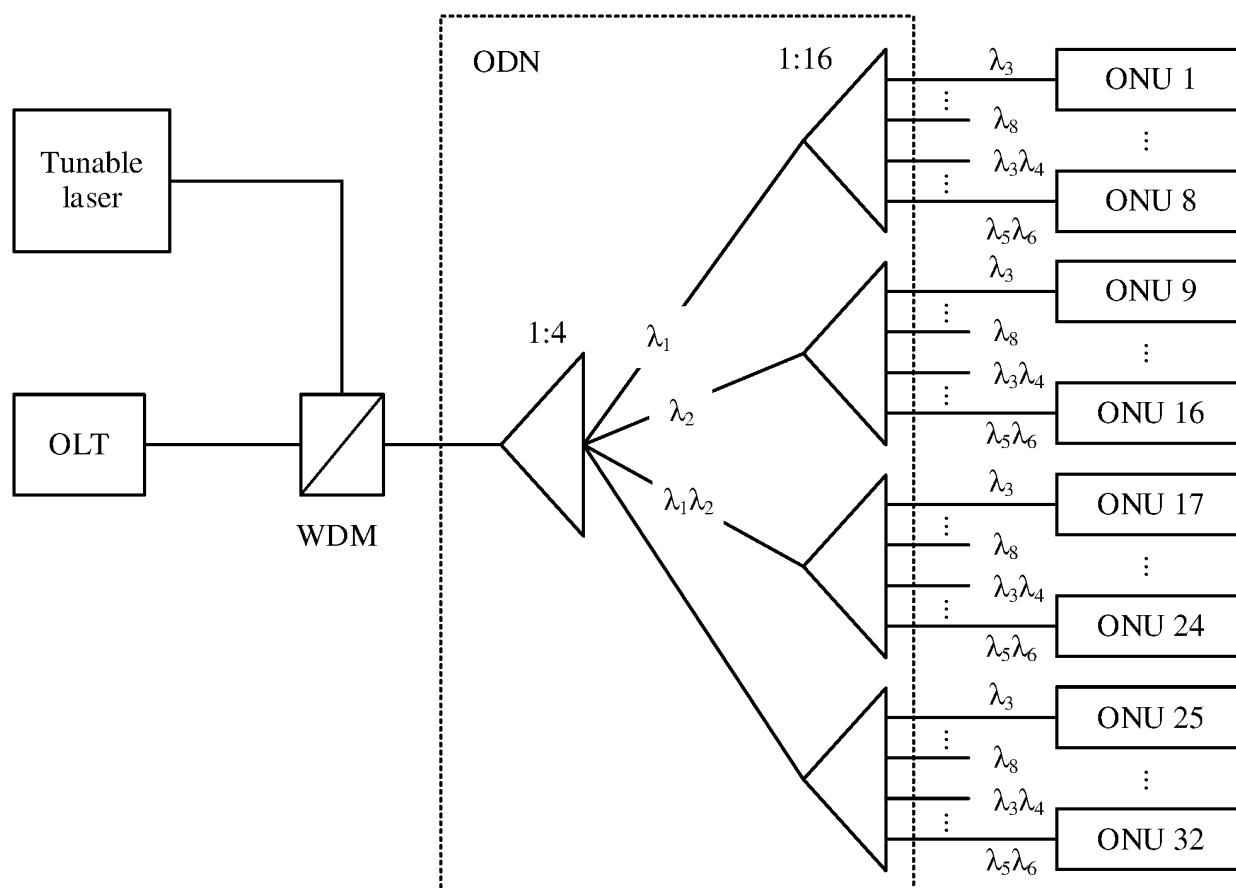 ODN
1:16
Tunable
laser
OLT
WDM
1:4
λ₁
λ₂
λ₁λ₂
λ₃
⋮
λ₈
λ₃λ₄
⋮
λ₅λ₆
ONU 1
⋮
ONU 8
λ₃
⋮
λ₈
λ₃λ₄
⋮
λ₅λ₆
ONU 9
⋮
ONU 16
λ₃
⋮
λ₈
λ₃λ₄
⋮
λ₅λ₆
ONU 17
⋮
ONU 24
λ₃
⋮
λ₈
λ₃λ₄
⋮
λ₅λ₆
ONU 25
⋮
ONU 32